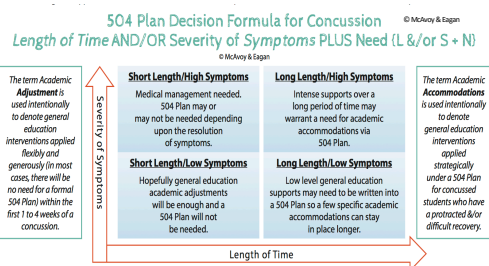 504 Plan Decision Formula for Concussion
© McAvoy & Eagan
Length of Time AND/OR Severity of Symptoms PLUS Need {L &/or S + N}
© McAvoy & Eagan
The term Academic
Adjustment is
used intentionally
to denote general
education
interventions applied
flexibly and
generously (in most
cases, there will be
no need for a formal
504 Plan) within the
first 1 to 4 weeks of a
concussion.
Severity of Symptoms
Short Length/High Symptoms
Medical management needed.
504 Plan may or
may not be needed depending
upon the resolution
of symptoms.
Long Length/High Symptoms
Intense supports over a
long period of time may
warrant a need for academic
accommodations via
504 Plan.
Short Length/Low Symptoms
Hopefully general education
academic adjustments
will be enough and a
504 Plan will not
be needed.
Long Length/Low Symptoms
Low level general education
supports may need to be written into
a 504 Plan so a few specific academic
accommodations can stay
in place longer.
Length of Time
The term Academic
Accommodations
is used intentionally
to denote
general education
interventions
applied
strategically
under a 504 Plan
for concussed
students who have
a protracted &/or
difficult recovery.